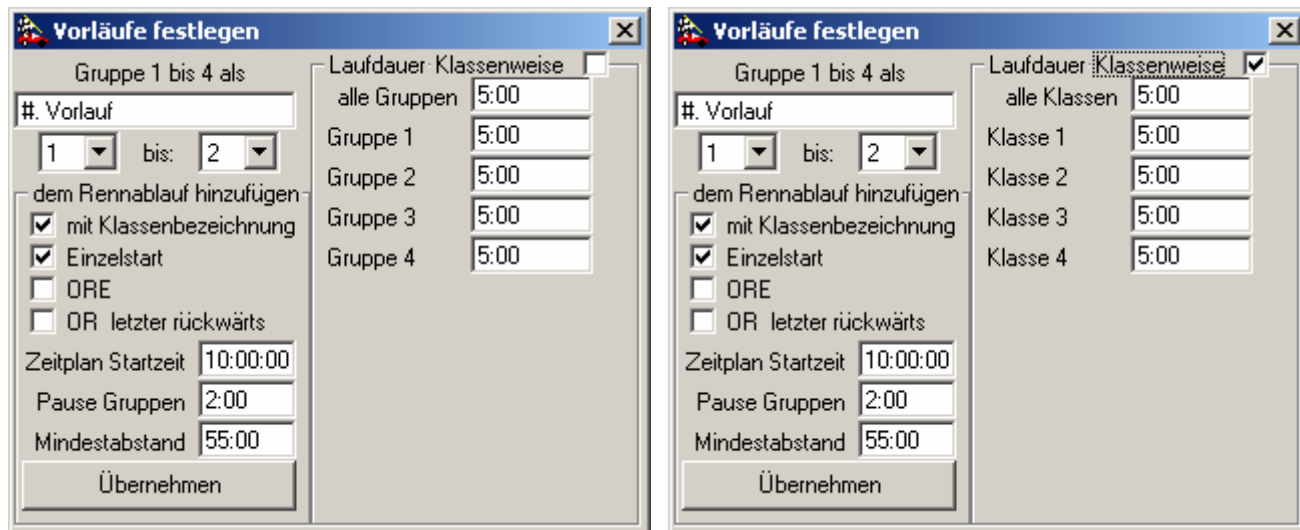 Vorläufe festlegen
Gruppe 1 bis 4 als
#. Vorlauf
1 bis: 2
dem Rennablauf hinzufügen
mit Klassenbezeichnung
Einzelstart
ORE
OR letzter rückwärts
Zeitplan Startzeit 10:00:00
Pause Gruppen 2:00
Mindestabstand 55:00
Übernehmen
Laufdauer Klassenweise
alle Gruppen 5:00
Gruppe 1 5:00
Gruppe 2 5:00
Gruppe 3 5:00
Gruppe 4 5:00
Vorläufe festlegen
Gruppe 1 bis 4 als
#. Vorlauf
1 bis: 2
dem Rennablauf hinzufügen
mit Klassenbezeichnung
Einzelstart
ORE
OR letzter rückwärts
Zeitplan Startzeit 10:00:00
Pause Gruppen 2:00
Mindestabstand 55:00
Übernehmen
Laufdauer Klassenweise
alle Klassen 5:00
Klasse 1 5:00
Klasse 2 5:00
Klasse 3 5:00
Klasse 4 5:00